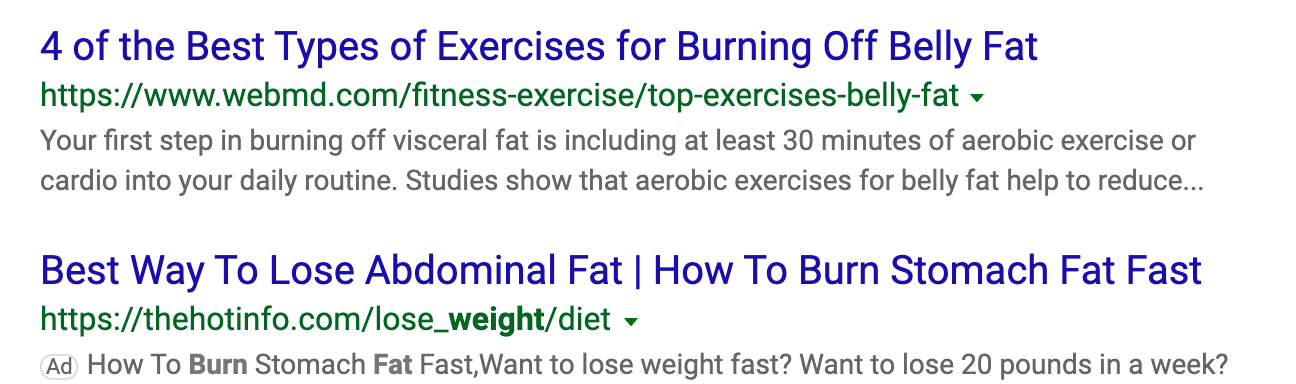 4 of the Best Types of Exercises for Burning Off Belly Fat
https://www.webmd.com/fitness-exercise/top-exercises-belly-fat
Your first step in burning off visceral fat is including at least 30 minutes of aerobic exercise or
cardio into your daily routine. Studies show that aerobic exercises for belly fat help to reduce...
Best Way To Lose Abdominal Fat | How To Burn Stomach Fat Fast
https://thehotinfo.com/lose_weight/diet
Ad How To Burn Stomach Fat Fast,Want to lose weight fast? Want to lose 20 pounds in a week?